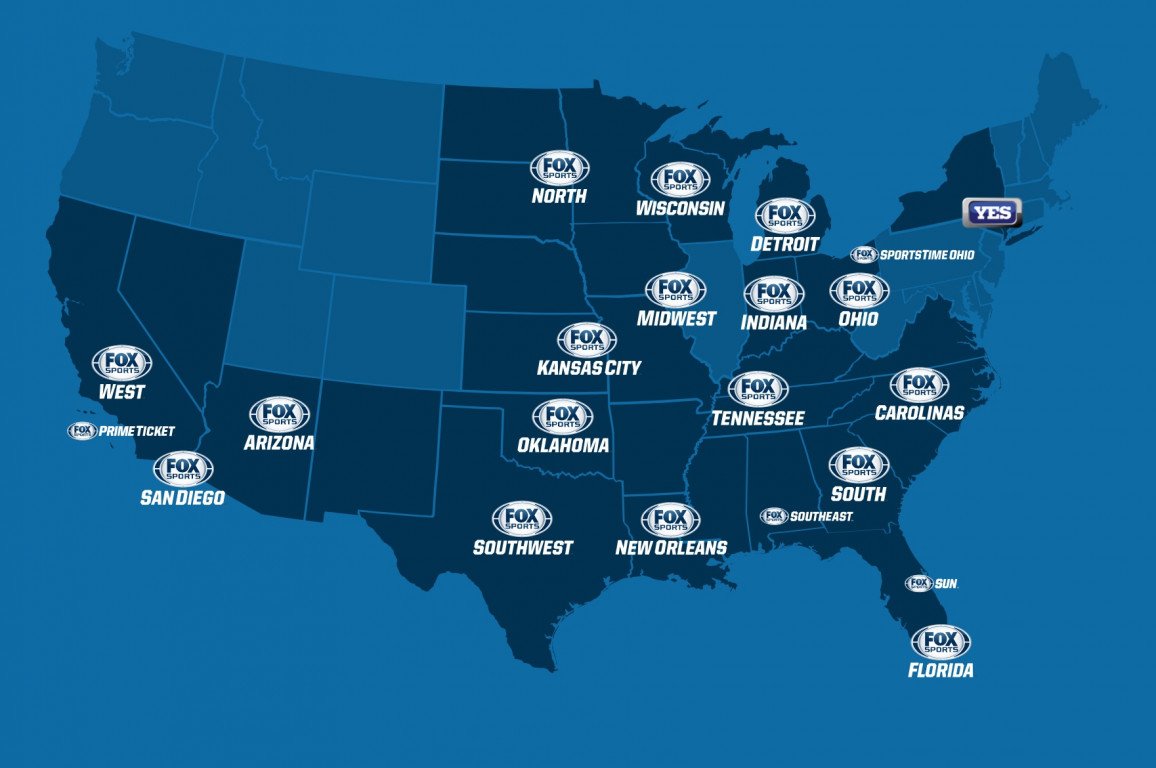 FOX
SPORTS
NORTH
FOX
SPORTS
WISCONSIN
FOX
SPORTS
DETROIT
YES
FOX
SPORTS
SPORTSTIME OHIO
FOX
SPORTS
MIDWEST
FOX
SPORTS
INDIANA
FOX
SPORTS
OHIO
FOX
SPORTS
KANSAS CITY
FOX
SPORTS
WEST
FOX
SPORTS
TENNESSEE
FOX
SPORTS
CAROLINAS
FOX
SPORTS
PRIME TICKET
FOX
SPORTS
ARIZONA
FOX
SPORTS
OKLAHOMA
FOX
SPORTS
SAN DIEGO
FOX
SPORTS
SOUTH
FOX
SPORTS
SOUTHWEST
FOX
SPORTS
NEW ORLEANS
FOX
SPORTS
SOUTHEAST
FOX
SPORTS
SUN
FOX
SPORTS
FLORIDA